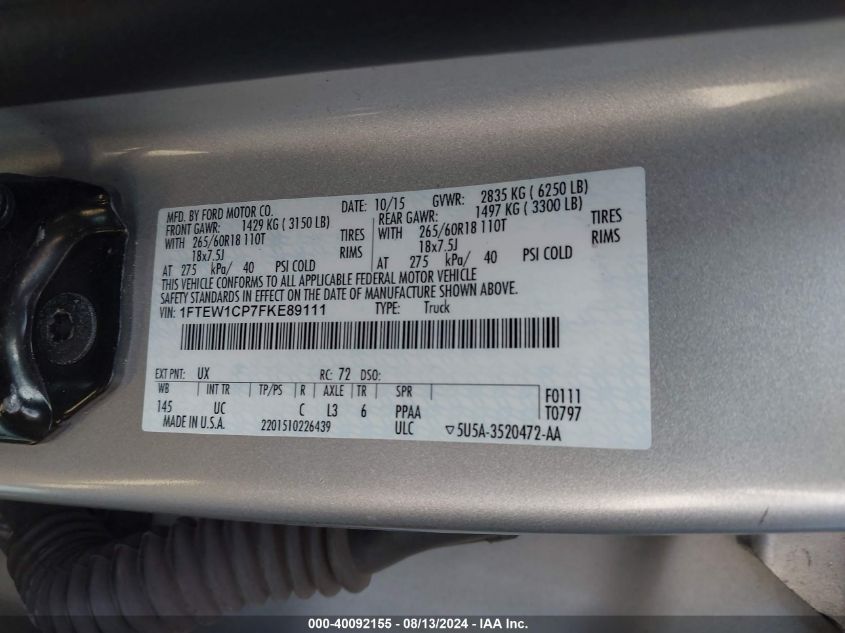 MFD. BY FORD MOTOR CO. DATE: 10/15 GVWR: 2835 KG ( 6250 LB)
FRONT GAWR: 1429 KG ( 3150 LB) REAR GAWR: 1497 KG ( 3300 LB)
WITH 265/60R18 110T TIRES WITH 265/60R18 110T TIRES
18x7.5J RIMS 18x7.5J RIMS
AT 275 kPa/ 40 PSI COLD AT 275 kPa/ 40 PSI COLD
THIS VEHICLE CONFORMS TO ALL APPLICABLE FEDERAL MOTOR VEHICLE
SAFETY STANDARDS IN EFFECT ON THE DATE OF MANUFACTURE SHOWN ABOVE.
VIN: 1FTEW1CP7FKE89111 TYPE: Truck
EXT PNT: UX RC: 72 DSO:
WB INT TR TP/PS R AXLE TR SPR F0111
145 UC C L3 6 PPAA T0797
MADE IN U.S.A. 2201510226439 ULC ▽5U5A-3520472-AA
000-40092155 - 08/13/2024 - IAA Inc.